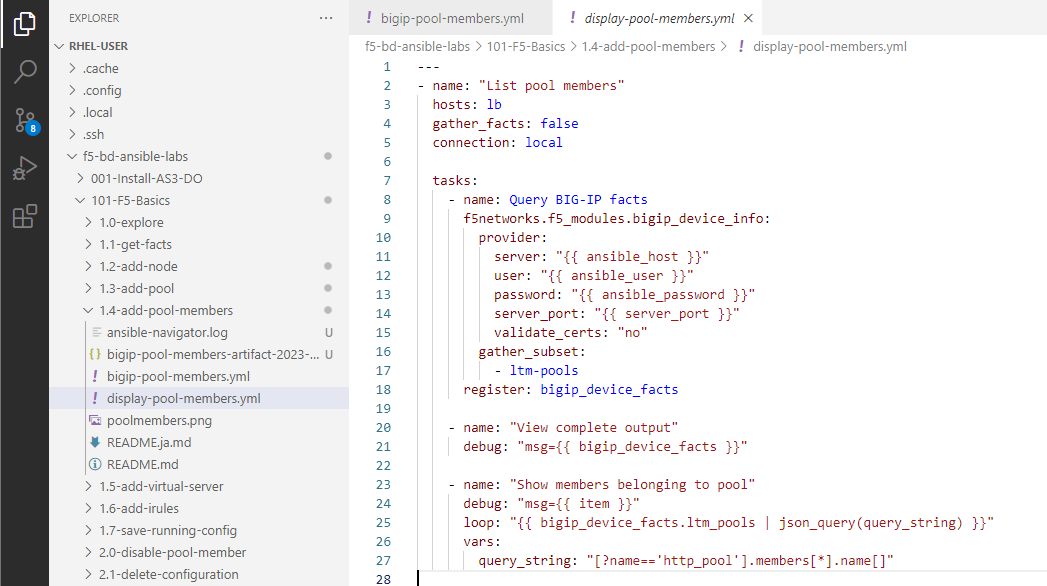 EXPLORER
RHEL-USER
.cache
.config
.local
.ssh
f5-bd-ansible-labs
001-Install-AS3-DO
101-F5-Basics
1.0-explore
1.1-get-facts
1.2-add-node
1.3-add-pool
1.4-add-pool-members
ansible-navigator.log U
bigip-pool-members-artifact-2023-... U
bigip-pool-members.yml
display-pool-members.yml
poolmembers.png
README.ja.md
README.md
1.5-add-virtual-server
1.6-add-irules
1.7-save-running-config
2.0-disable-pool-member
2.1-delete-configuration
8
! bigip-pool-members.yml ! display-pool-members.yml
f5-bd-ansible-labs > 101-F5-Basics > 1.4-add-pool-members > ! display-pool-members.yml
1 ---
2 - name: "List pool members"
3   hosts: lb
4   gather_facts: false
5   connection: local
6
7   tasks:
8     - name: Query BIG-IP facts
9       f5networks.f5_modules.bigip_device_info:
10         provider:
11           server: "{{ ansible_host }}"
12           user: "{{ ansible_user }}"
13           password: "{{ ansible_password }}"
14           server_port: "{{ server_port }}"
15           validate_certs: "no"
16         gather_subset:
17           - ltm-pools
18       register: bigip_device_facts
19
20     - name: "View complete output"
21       debug: "msg={{ bigip_device_facts }}"
22
23     - name: "Show members belonging to pool"
24       debug: "msg={{ item }}"
25       loop: "{{ bigip_device_facts.ltm_pools | json_query(query_string) }}"
26       vars:
27         query_string: "[?name=='http_pool'].members[*].name[]"
28